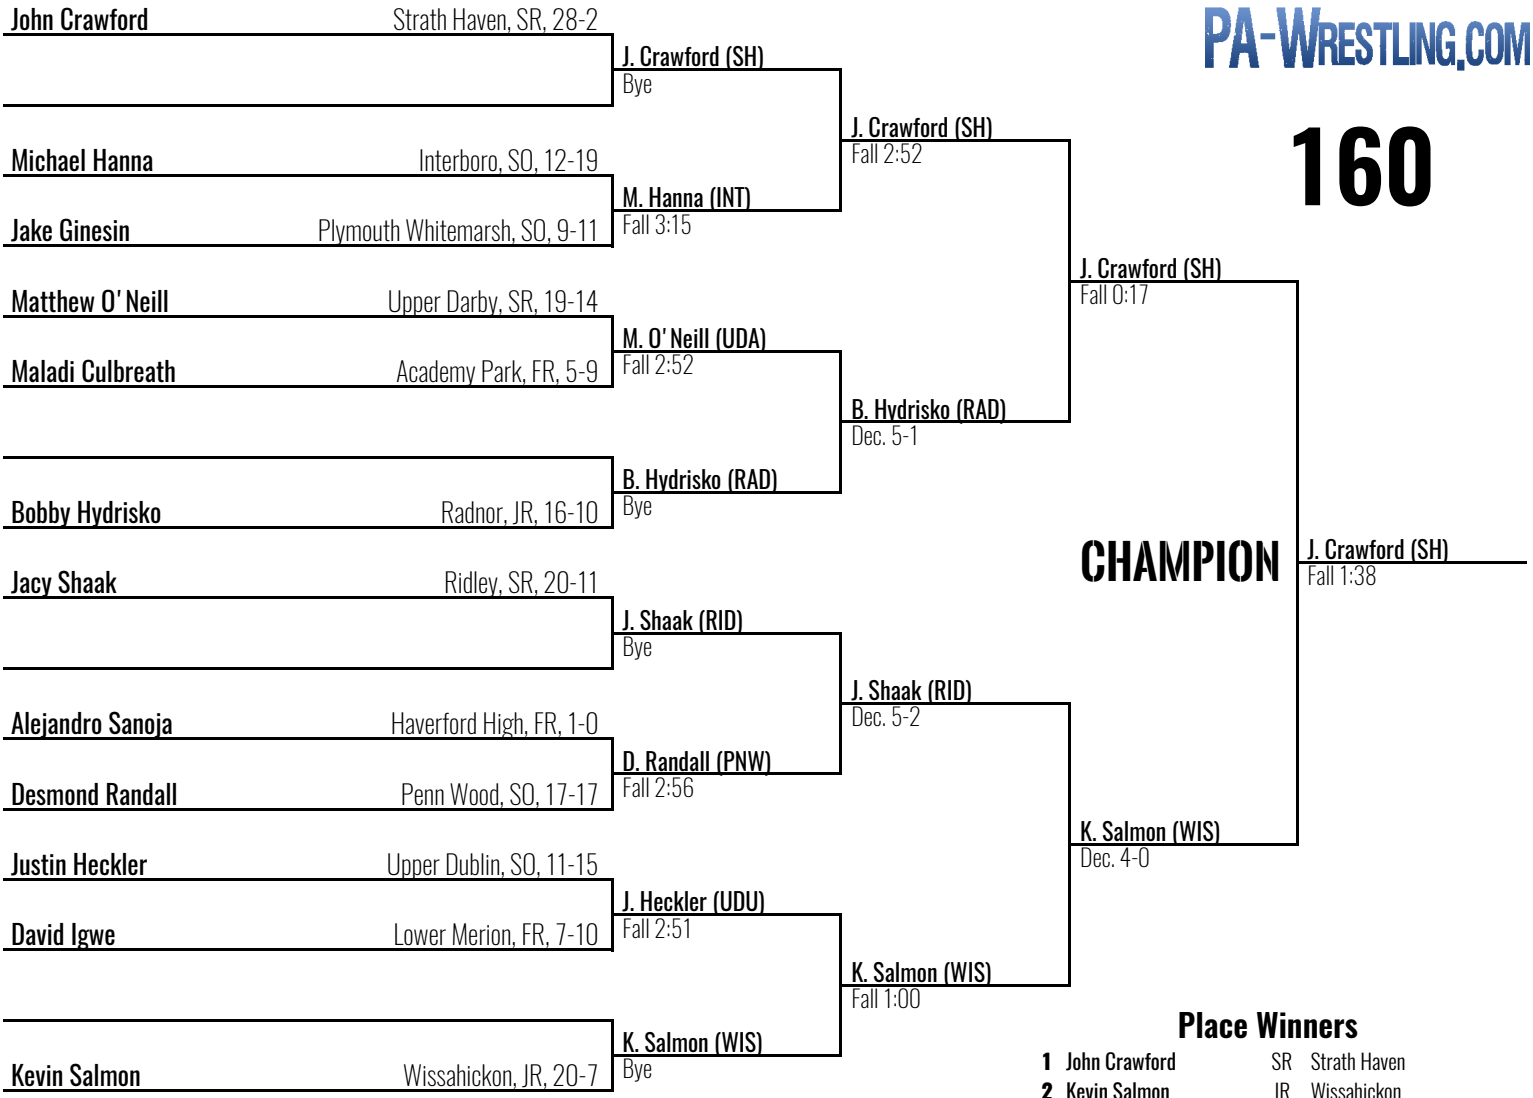 John Crawford Strath Haven, SR, 28-2
J. Crawford (SH)
Bye
Michael Hanna Interboro, SO, 12-19
M. Hanna (INT)
Fall 3:15
Jake Ginesin Plymouth Whitemarsh, SO, 9-11
J. Crawford (SH)
Fall 2:52
Matthew O'Neill Upper Darby, SR, 19-14
M. O'Neill (UDA)
Fall 2:52
Maladi Culbreath Academy Park, FR, 5-9
B. Hydrisko (RAD)
Dec. 5-1
B. Hydrisko (RAD)
Bye
Bobby Hydrisko Radnor, JR, 16-10
J. Crawford (SH)
Fall 0:17
Jacy Shaak Ridley, SR, 20-11
J. Shaak (RID)
Bye
J. Shaak (RID)
Dec. 5-2
Alejandro Sanoja Haverford High, FR, 1-0
D. Randall (PNW)
Fall 2:56
Desmond Randall Penn Wood, SO, 17-17
Justin Heckler Upper Dublin, SO, 11-15
J. Heckler (UDU)
Fall 2:51
David Igwe Lower Merion, FR, 7-10
K. Salmon (WIS)
Fall 1:00
K. Salmon (WIS)
Bye
Kevin Salmon Wissahickon, JR, 20-7
K. Salmon (WIS)
Dec. 4-0
PA-WRESTLING.COM
160
CHAMPION
J. Crawford (SH)
Fall 1:38
Place Winners
1 John Crawford SR Strath Haven
2 Kevin Salmon JR Wissahickon